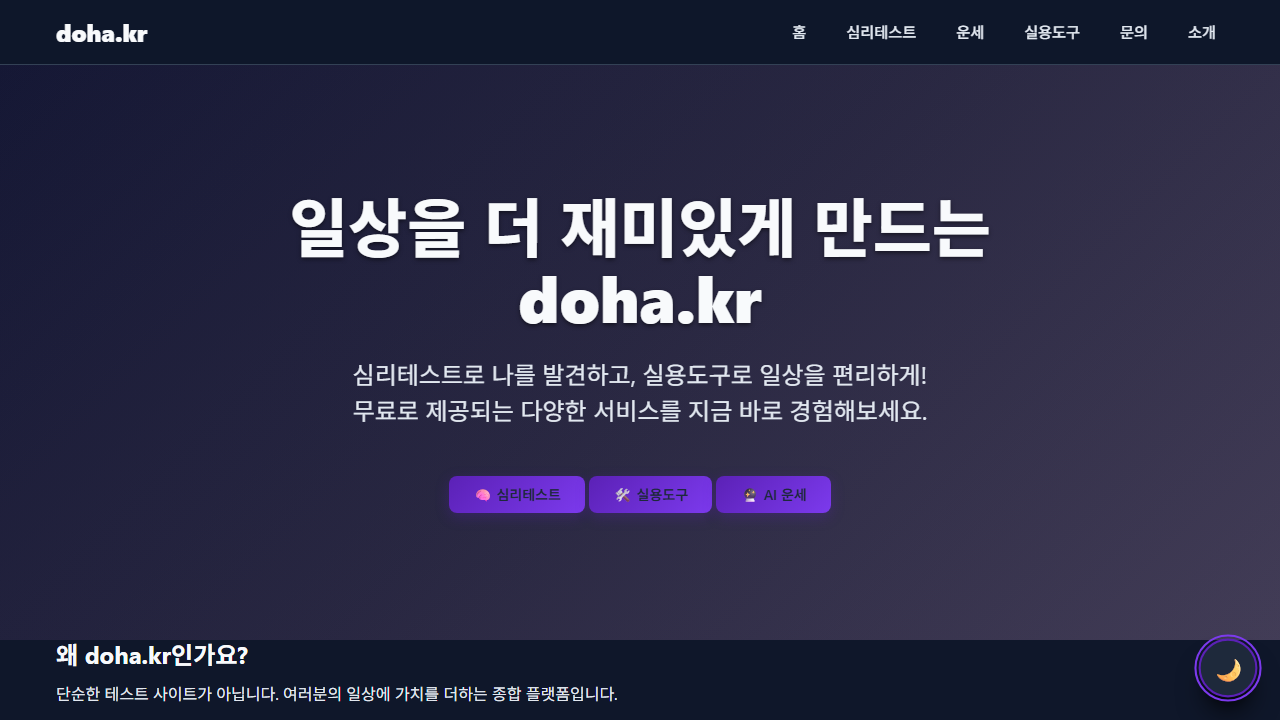 doha.kr
홈 심리테스트 운세 실용도구 문의 소개
일상을 더 재미있게 만드는
doha.kr
심리테스트로 나를 발견하고, 실용도구로 일상을 편리하게!
무료로 제공되는 다양한 서비스를 지금 바로 경험해보세요.
🧠 심리테스트 🛠️ 실용도구 🔮 AI 운세
왜 doha.kr인가요?
단순한 테스트 사이트가 아닙니다. 여러분의 일상에 가치를 더하는 종합 플랫폼입니다.